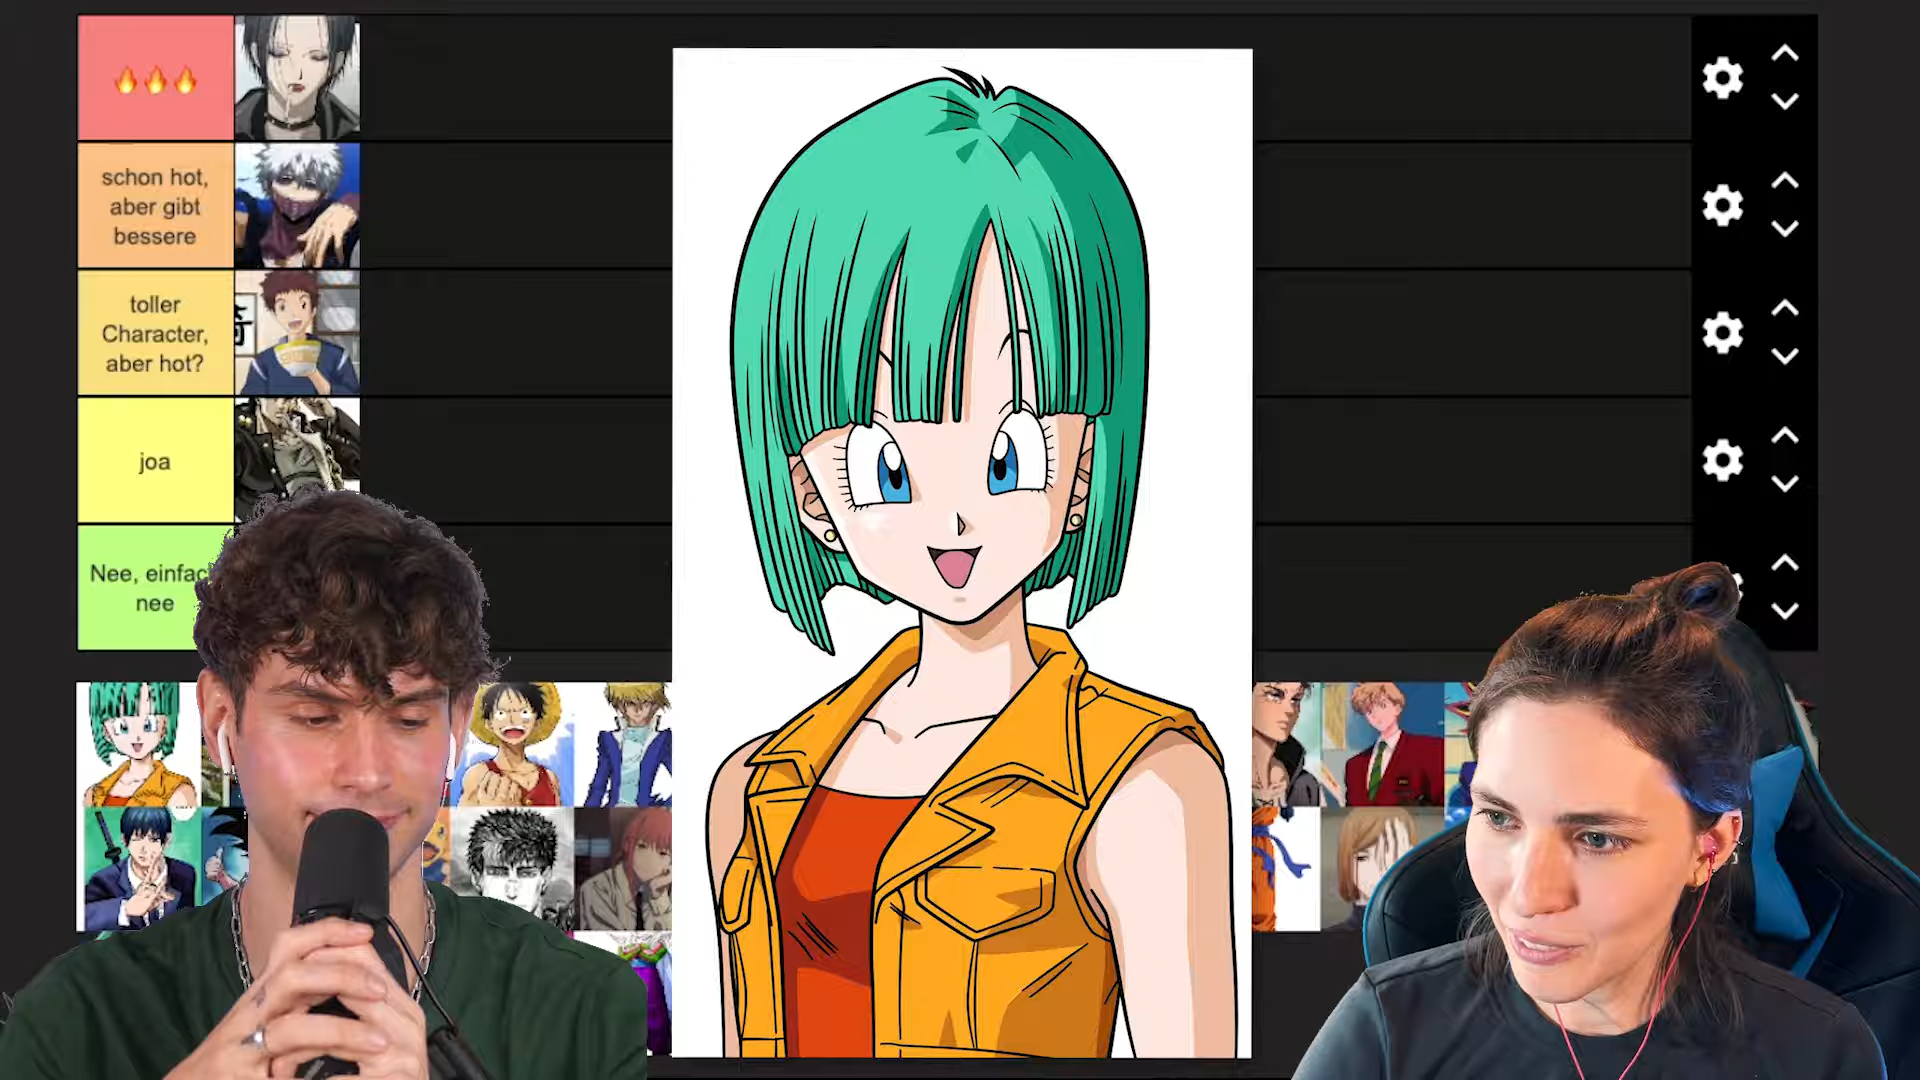 🔥🔥🔥
schon hot,
aber gibt
bessere
toller
Character,
aber hot?
joa
Nee, einfac
nee